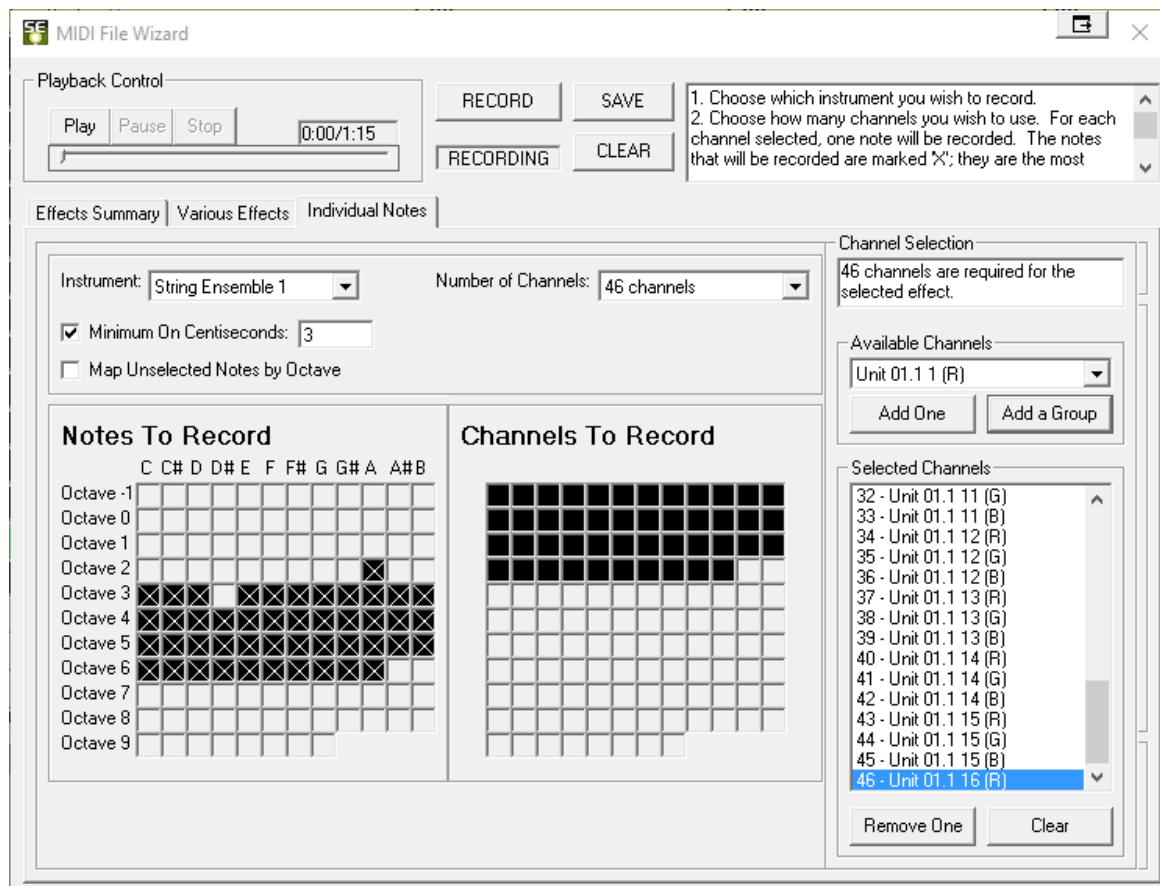 MIDI File Wizard
Playback Control
Play
Pause
Stop
0:00/1:15
RECORD
SAVE
RECORDING
CLEAR
1. Choose which instrument you wish to record.
2. Choose how many channels you wish to use. For each
channel selected, one note will be recorded. The notes
that will be recorded are marked 'X'; they are the most
Effects Summary
Various Effects
Individual Notes
Instrument: String Ensemble 1
Number of Channels: 46 channels
Minimum On Centiseconds: 3
Map Unselected Notes by Octave
Notes To Record
C C# D D# E F F# G G# A A# B
Octave -1
Octave 0
Octave 1
Octave 2
Octave 3
Octave 4
Octave 5
Octave 6
Octave 7
Octave 8
Octave 9
Channels To Record
Channel Selection
46 channels are required for the
selected effect.
Available Channels
Unit 01.1 1 (R)
Add One
Add a Group
Selected Channels
32 - Unit 01.1 11 (G)
33 - Unit 01.1 11 (B)
34 - Unit 01.1 12 (R)
35 - Unit 01.1 12 (G)
36 - Unit 01.1 12 (B)
37 - Unit 01.1 13 (R)
38 - Unit 01.1 13 (G)
39 - Unit 01.1 13 (B)
40 - Unit 01.1 14 (R)
41 - Unit 01.1 14 (G)
42 - Unit 01.1 14 (B)
43 - Unit 01.1 15 (R)
44 - Unit 01.1 15 (G)
45 - Unit 01.1 15 (B)
46 - Unit 01.1 16 (R)
Remove One
Clear